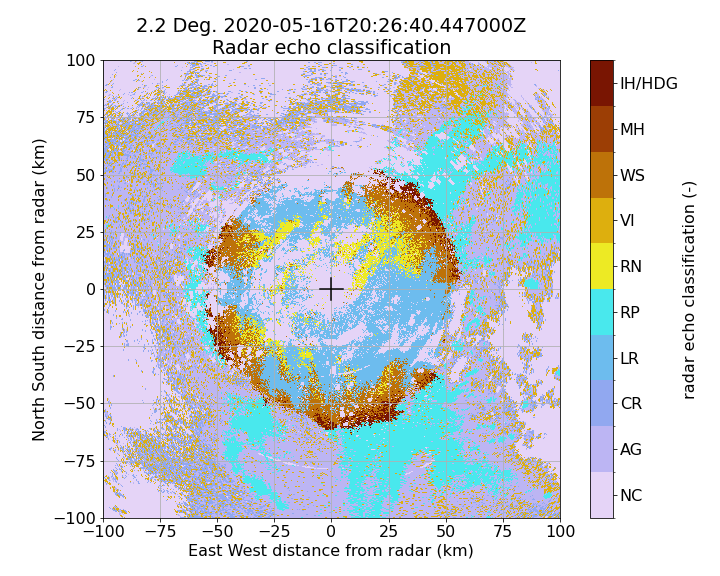 2.2 Deg. 2020-05-16T20:26:40.447000Z
Radar echo classification
100
75
50
25
0
−25
−50
−75
−100
North South distance from radar (km)
−100 −75 −50 −25 0 25 50 75 100
East West distance from radar (km)
IH/HDG
MH
WS
VI
RN
RP
LR
CR
AG
NC
radar echo classification (-)